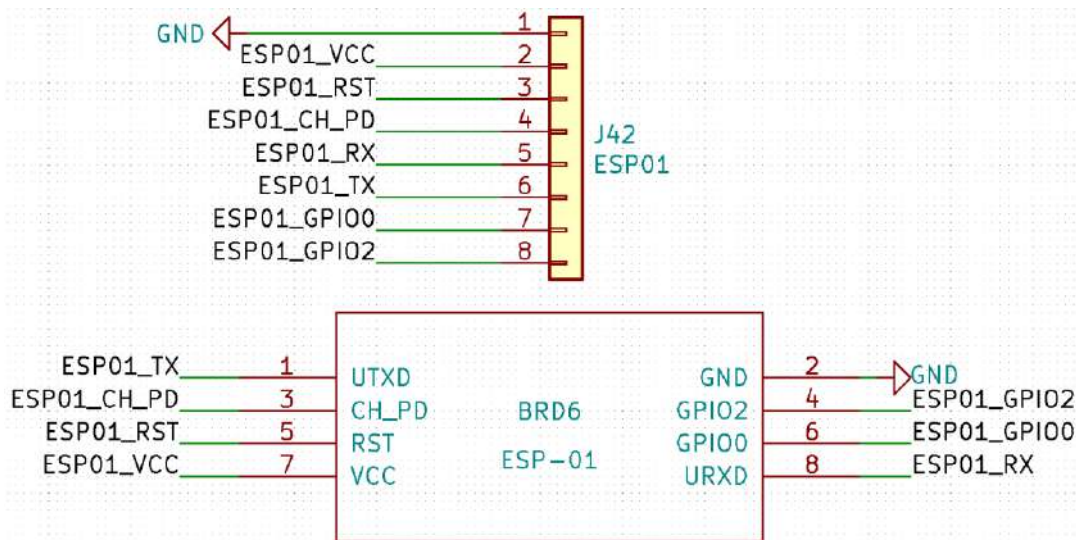 GND 1
ESP01_VCC 2
ESP01_RST 3
ESP01_CH_PD 4
J42
ESP01_RX 5
ESP01
ESP01_TX 6
ESP01_GPIO0 7
ESP01_GPIO2 8
ESP01_TX 1 UTXD GND 2 GND
ESP01_CH_PD 3 CH_PD BRD6 GPIO2 4 ESP01_GPIO2
ESP01_RST 5 RST GPIO0 6 ESP01_GPIO0
ESP-01
ESP01_VCC 7 VCC URXD 8 ESP01_RX